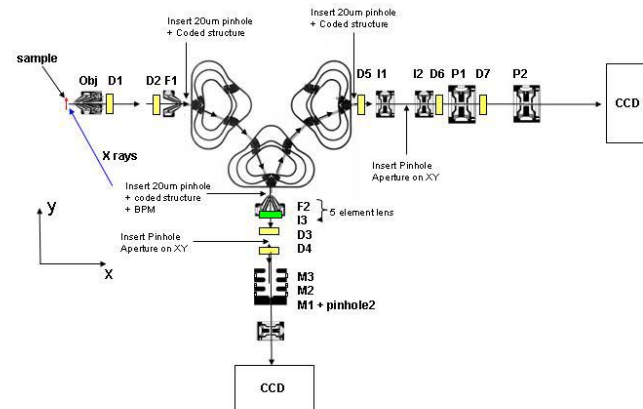 Insert 20um pinhole
+ Coded structure
Insert 20um pinhole
+ Coded structure
sample
Obj
D1
D2
F1
D5
I1
I2
D6
P1
D7
P2
CCD
X rays
Insert Pinhole
Aperture on XY
Insert 20um pinhole
+ coded structure
+ BPM
y
x
F2
I3
5 element lens
Insert Pinhole
Aperture on XY
D3
D4
M3
M2
M1 + pinhole2
CCD